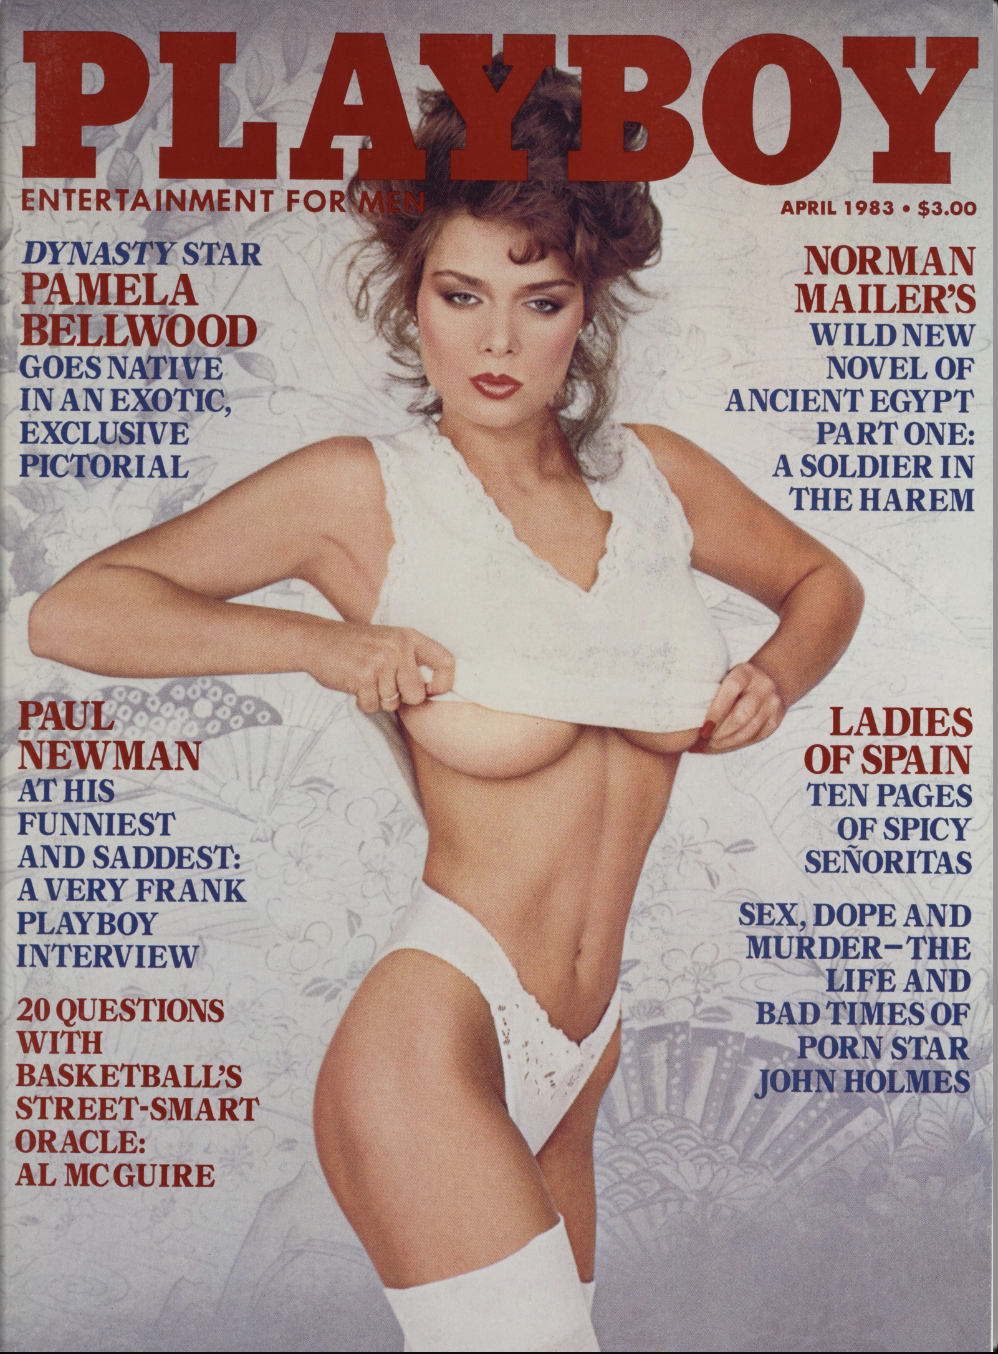 PLAYBOY
ENTERTAINMENT FOR MEN
APRIL 1983 • $3.00
DYNASTY STAR
PAMELA
BELLWOOD
GOES NATIVE
IN AN EXOTIC,
EXCLUSIVE
PICTORIAL
NORMAN
MAILER'S
WILD NEW
NOVEL OF
ANCIENT EGYPT
PART ONE:
A SOLDIER IN
THE HAREM
PAUL
NEWMAN
AT HIS
FUNNIEST
AND SADDEST:
A VERY FRANK
PLAYBOY
INTERVIEW
20 QUESTIONS
WITH
BASKETBALL'S
STREET-SMART
ORACLE:
AL MCGUIRE
LADIES
OF SPAIN
TEN PAGES
OF SPICY
SEÑORITAS
SEX, DOPE AND
MURDER—THE
LIFE AND
BAD TIMES OF
PORN STAR
JOHN HOLMES